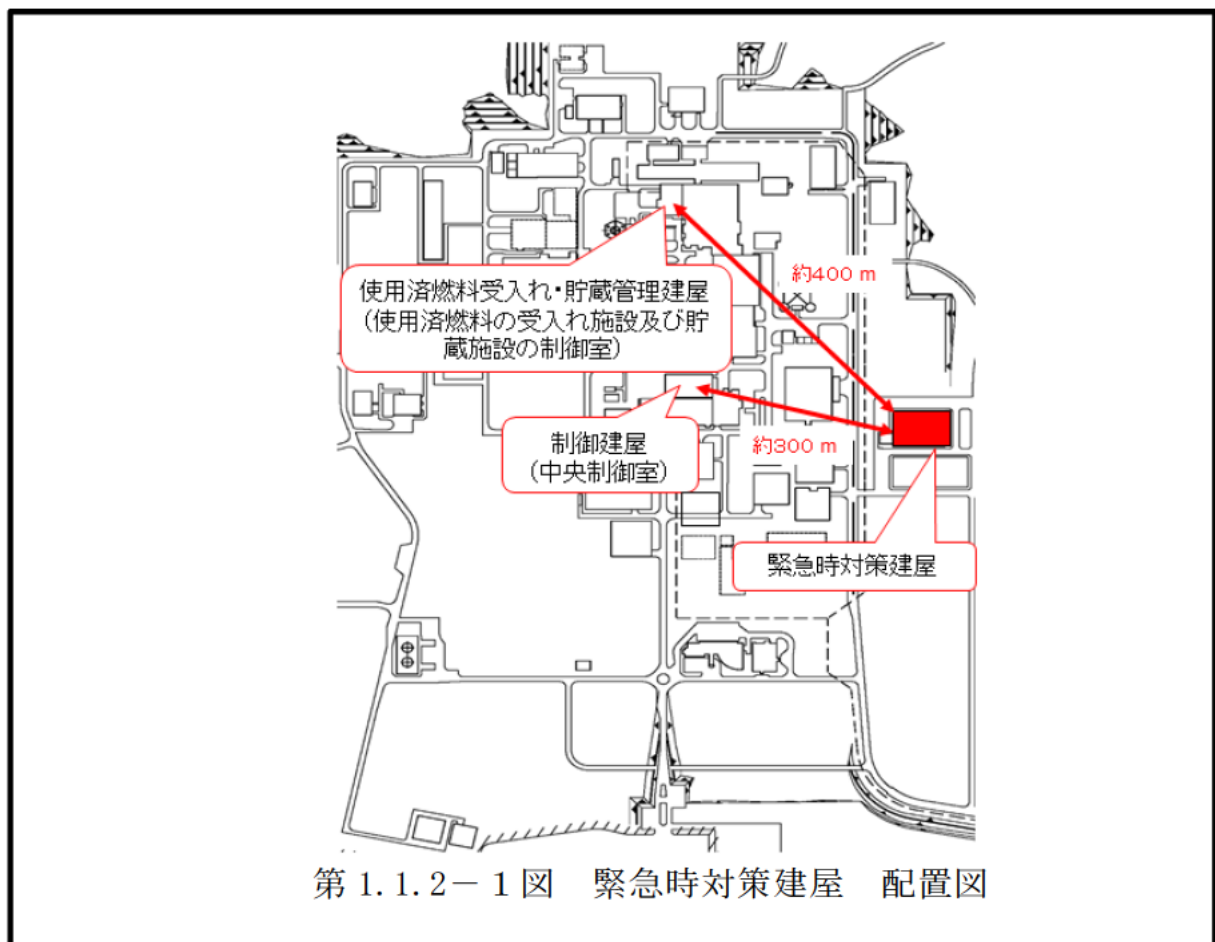 約400 m
使用済燃料受入れ・貯蔵管理建屋
（使用済燃料の受入れ施設及び貯
蔵施設の制御室）
制御建屋
（中央制御室）
約300 m
緊急時対策建屋
第 1.1.2－1 図　緊急時対策建屋　配置図